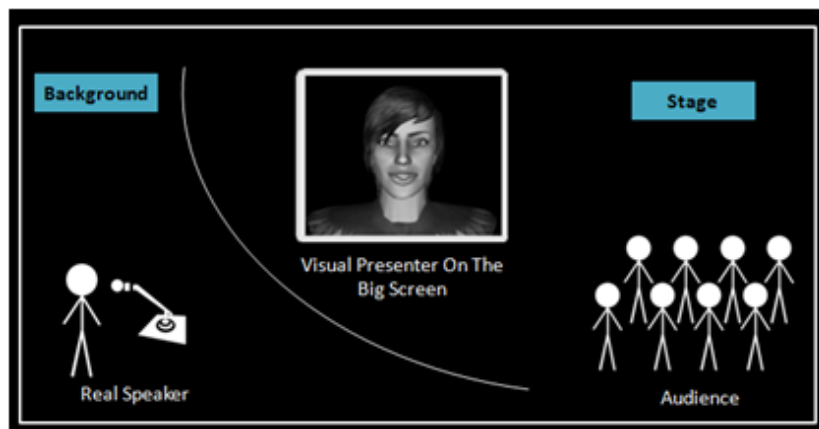 Background
Stage
Visual Presenter On The
Big Screen
Real Speaker
Audience